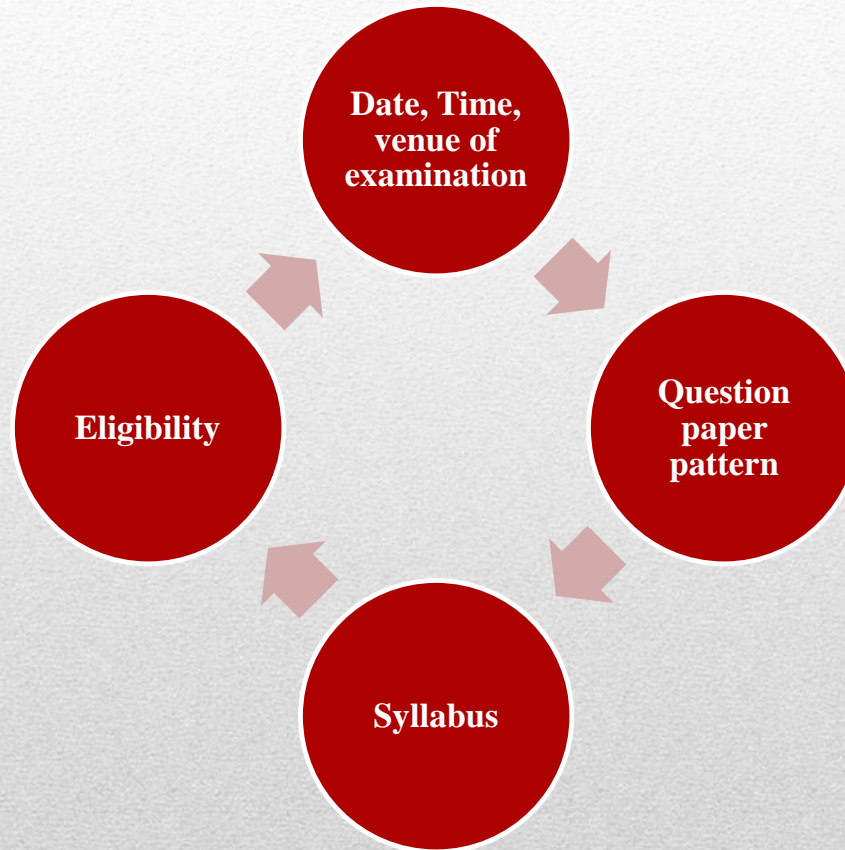 Date, Time,
venue of
examination
Question
paper
pattern
Syllabus
Eligibility